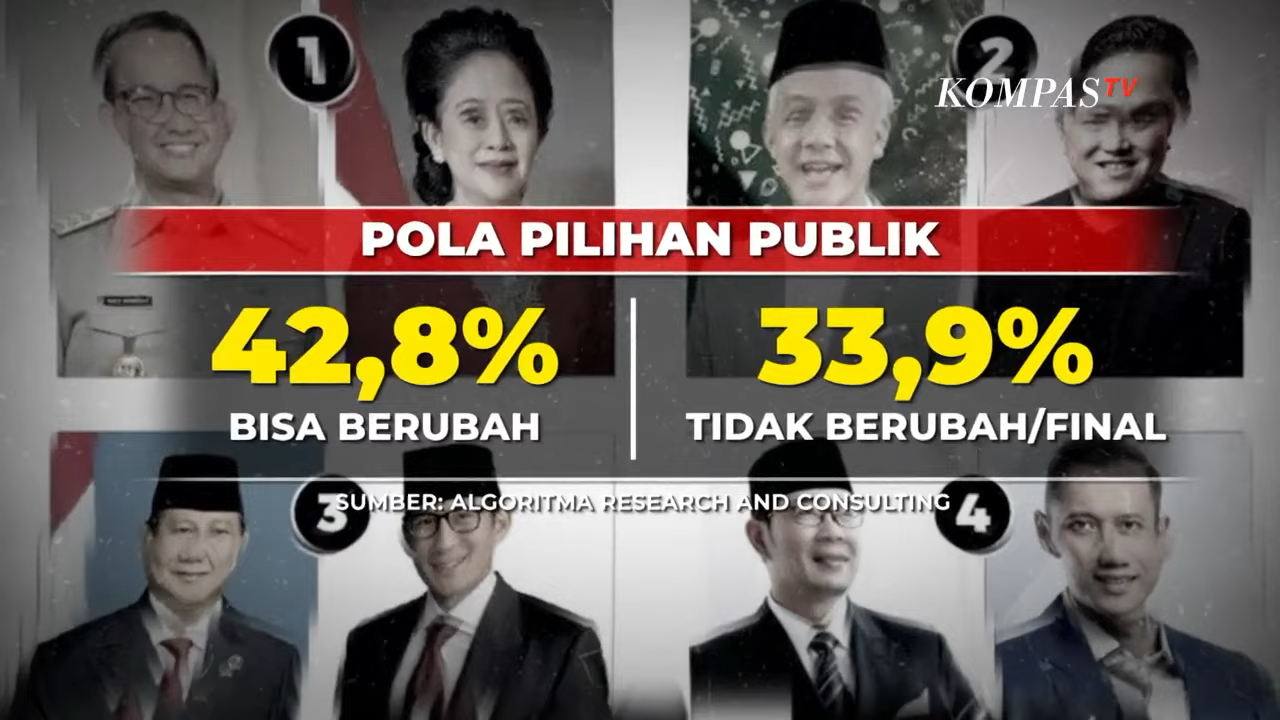 1
2
KOMPASTV
POLA PILIHAN PUBLIK
42,8%
BISA BERUBAH
33,9%
TIDAK BERUBAH/FINAL
3
SUMBER: ALGORITMA RESEARCH AND CONSULTING
4